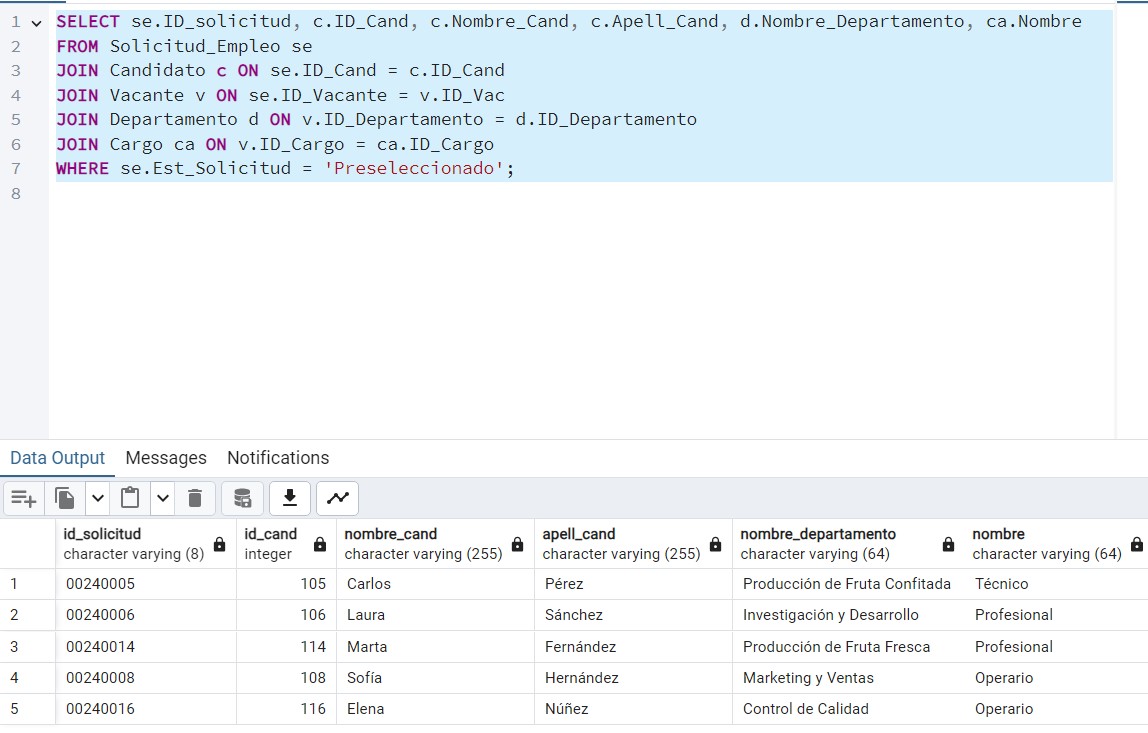 1 SELECT se.ID_solicitud, c.ID_Cand, c.Nombre_Cand, c.Apell_Cand, d.Nombre_Departamento, ca.Nombre
2 FROM Solicitud_Empleo se
3 JOIN Candidato c ON se.ID_Cand = c.ID_Cand
4 JOIN Vacante v ON se.ID_Vacante = v.ID_Vac
5 JOIN Departamento d ON v.ID_Departamento = d.ID_Departamento
6 JOIN Cargo ca ON v.ID_Cargo = ca.ID_Cargo
7 WHERE se.Est_Solicitud = 'Preseleccionado';
8
Data Output Messages Notifications
id_solicitud id_cand nombre_cand apell_cand nombre_departamento nombre
character varying (8) integer character varying (255) character varying (255) character varying (64) character varying (64)
1 00240005 105 Carlos Pérez Producción de Fruta Confitada Técnico
2 00240006 106 Laura Sánchez Investigación y Desarrollo Profesional
3 00240014 114 Marta Fernández Producción de Fruta Fresca Profesional
4 00240008 108 Sofía Hernández Marketing y Ventas Operario
5 00240016 116 Elena Núñez Control de Calidad Operario